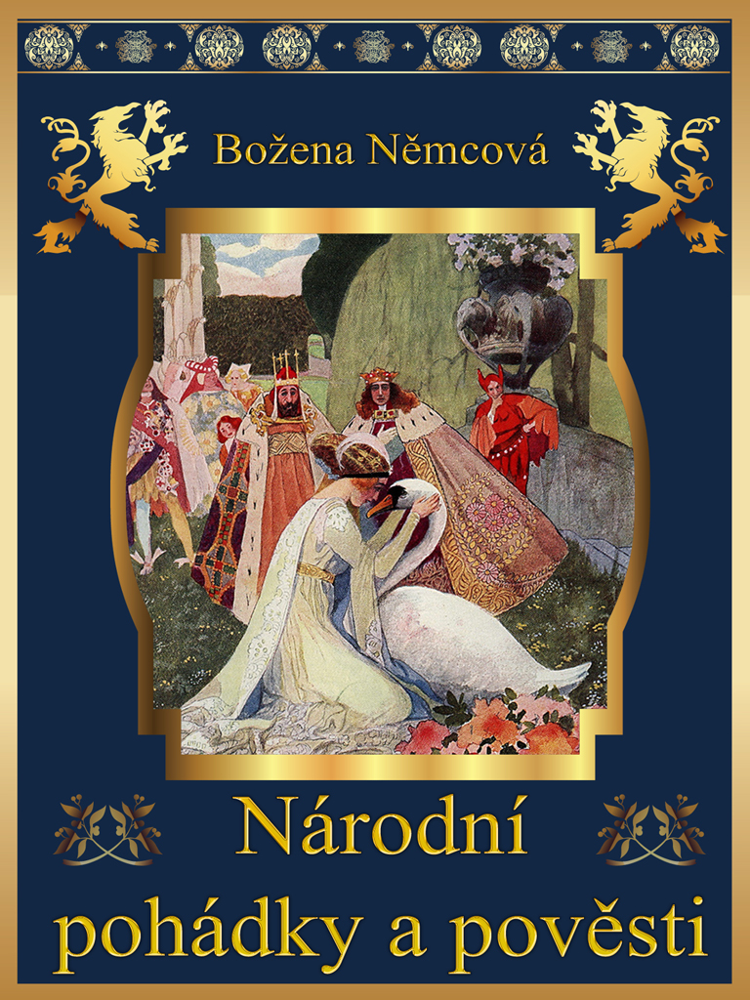 Božena Němcová
Národní
pohádky a pověsti